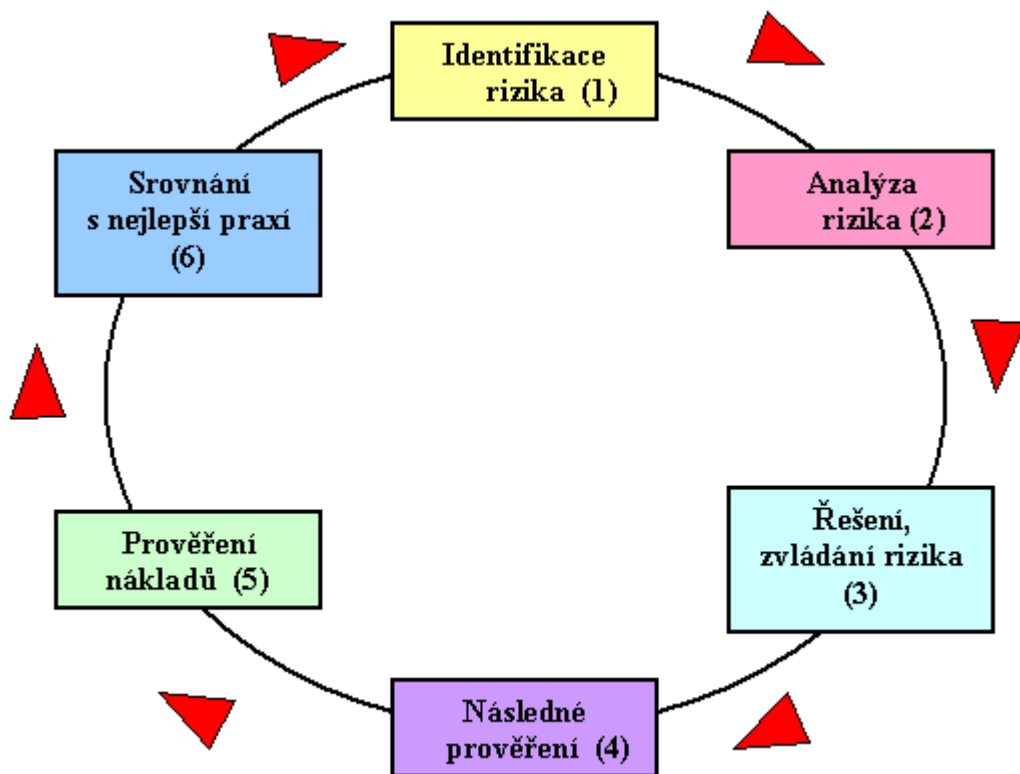 Identifikace
rizika (1)
Analýza
rizika (2)
Řešení,
zvládání rizika
(3)
Následné
prověření (4)
Prověření
nákladů (5)
Srovnání
s nejlepší praxí
(6)